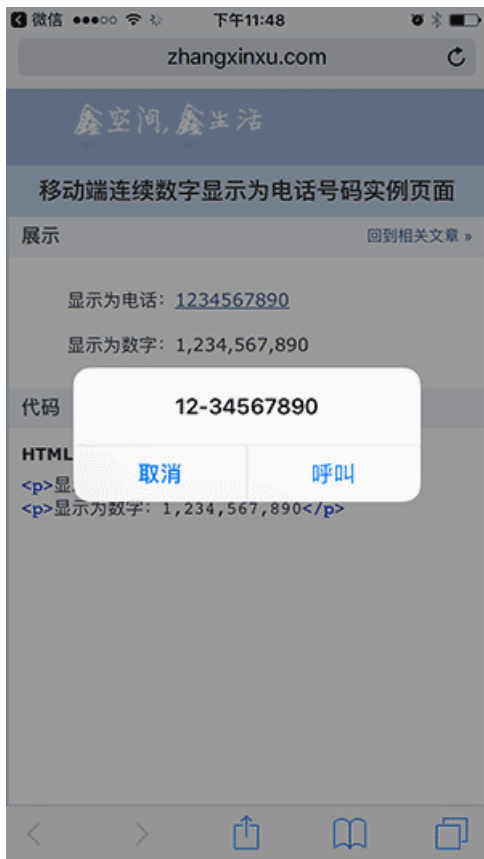 微信 下午11:48
zhangxinxu.com
鑫空间,鑫生活
移动端连续数字显示为电话号码实例页面
展示 回到相关文章 »
显示为电话: 1234567890
显示为数字: 1,234,567,890
代码
12-34567890
HTML
取消 呼叫
<p>显
<p>显示为数字: 1,234,567,890</p>